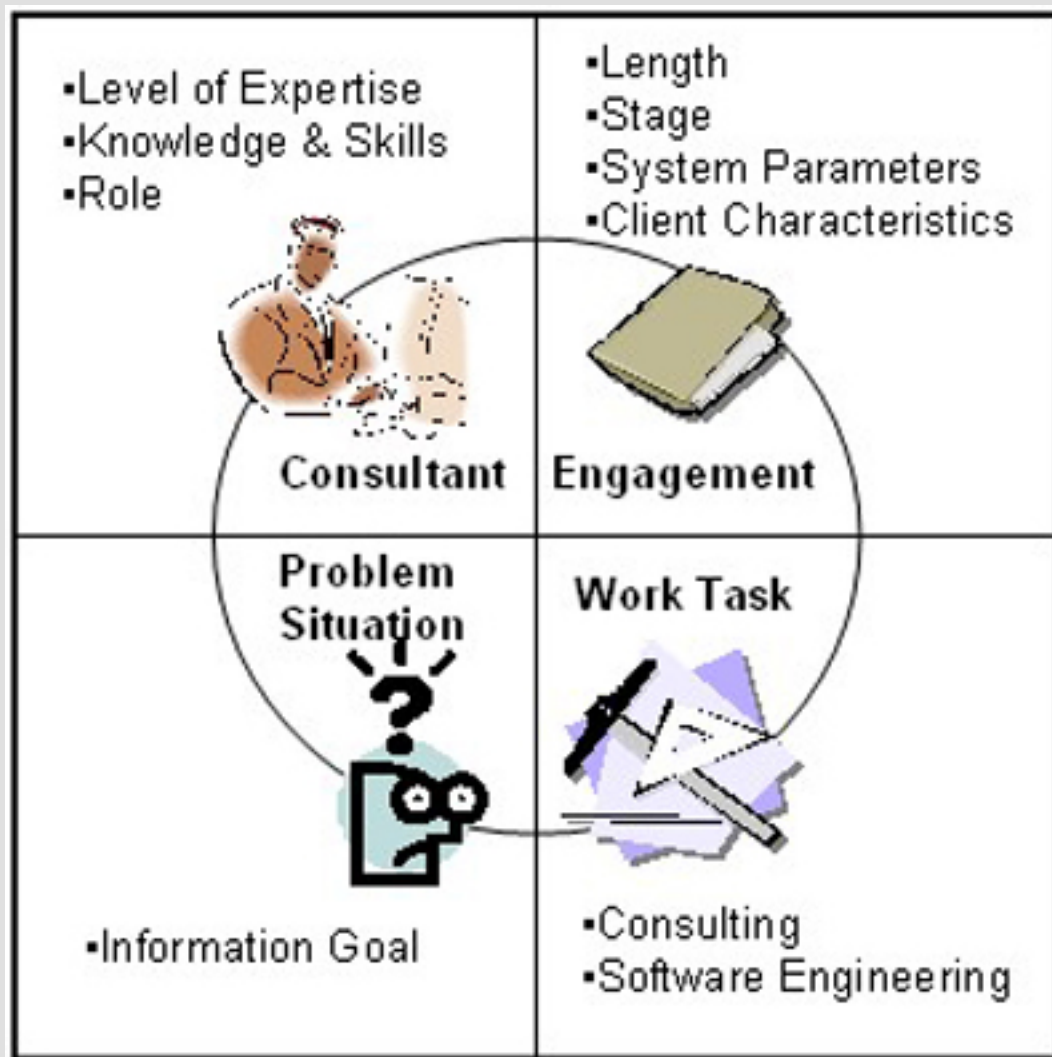 ▪Level of Expertise
▪Knowledge & Skills
▪Role
Consultant
▪Length
▪Stage
▪System Parameters
▪Client Characteristics
Engagement
Problem
Situation
?
▪Information Goal
Work Task
▪Consulting
▪Software Engineering